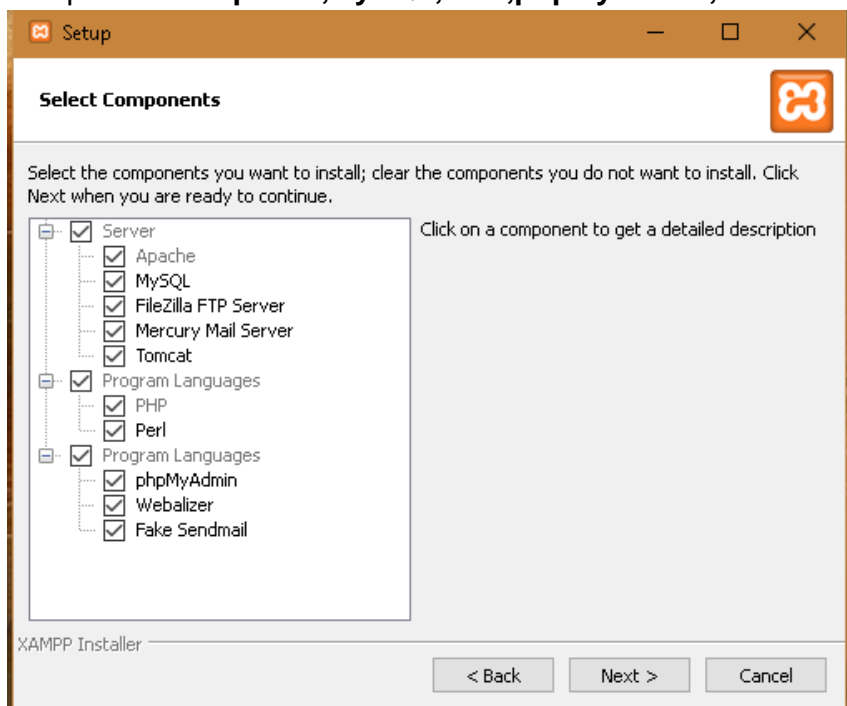 Setup
Select Components
Select the components you want to install; clear the components you do not want to install. Click
Next when you are ready to continue.
Server
Apache
MySQL
FileZilla FTP Server
Mercury Mail Server
Tomcat
Program Languages
PHP
Perl
Program Languages
phpMyAdmin
Webalizer
Fake Sendmail
Click on a component to get a detailed description
XAMPP Installer
< Back
Next >
Cancel